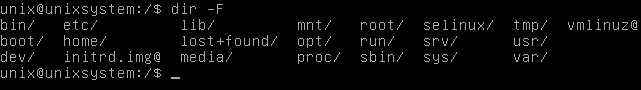 unix@unixsystem:/$ dir -F
bin/   etc/         lib/         mnt/   root/  selinux/  tmp/  vmlinuz@
boot/  home/        lost+found/  opt/   run/   srv/      usr/
dev/   initrd.img@  media/       proc/  sbin/  sys/      var/
unix@unixsystem:/$ _